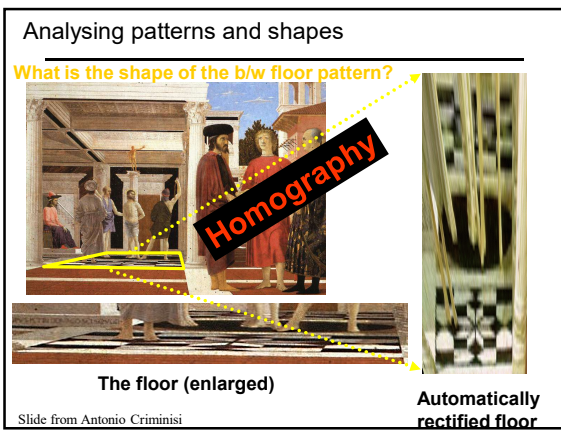 Analysing patterns and shapes
What is the shape of the b/w floor pattern?
Homography
The floor (enlarged)
Automatically
rectified floor
Slide from Antonio Criminisi